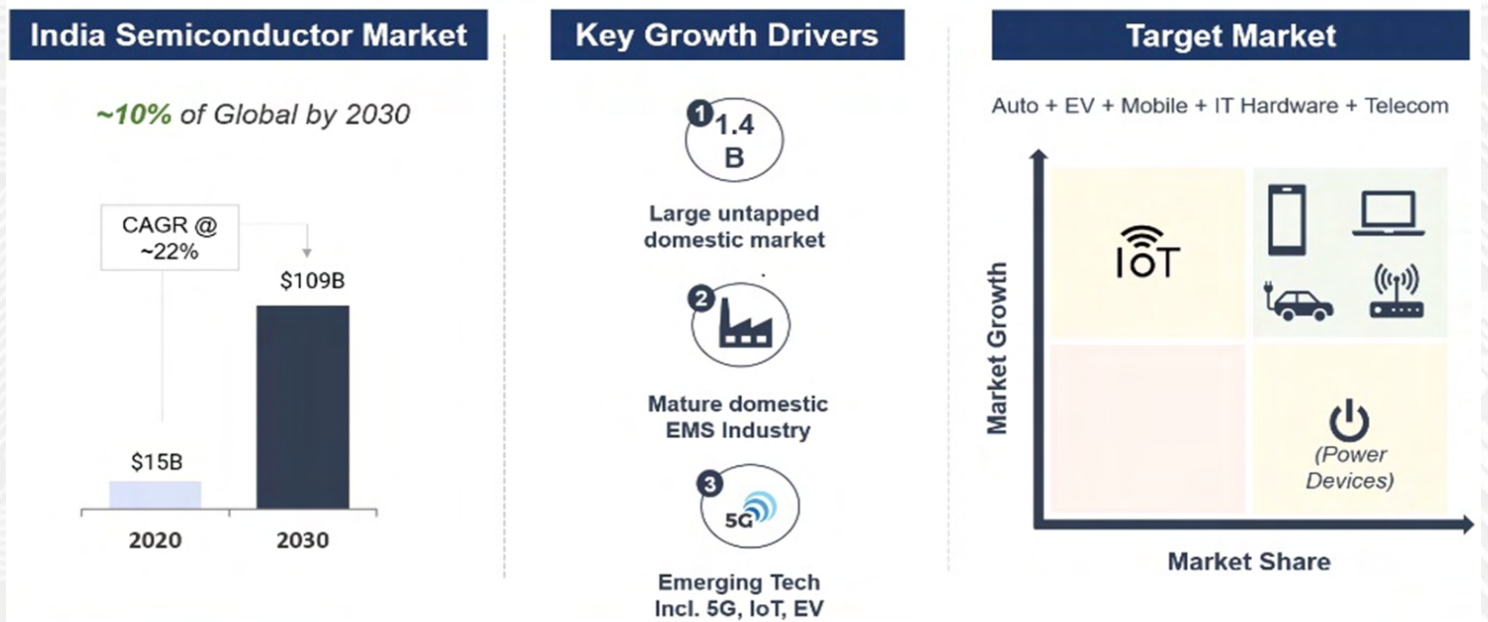 India Semiconductor Market
~10% of Global by 2030
CAGR @
~22%
$109B
$15B
2020
2030
Key Growth Drivers
1
1.4
B
Large untapped
domestic market
2
Mature domestic
EMS Industry
3
5G
Emerging Tech
Incl. 5G, IoT, EV
Target Market
Auto + EV + Mobile + IT Hardware + Telecom
Market Growth
IoT
(Power
Devices)
Market Share